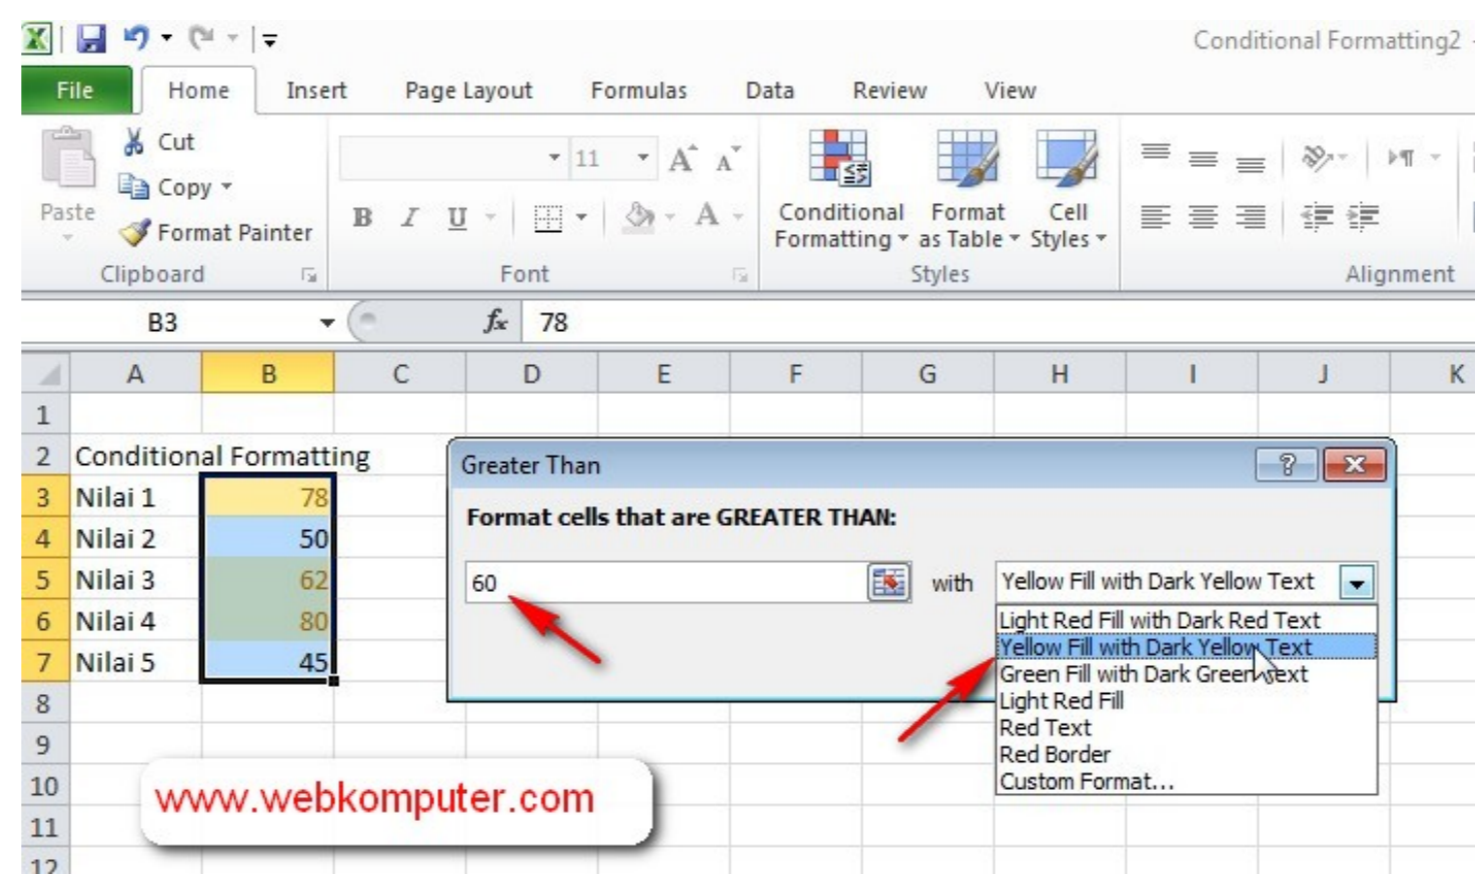 Conditional Formatting2 -
File Home Insert Page Layout Formulas Data Review View
Cut
Copy
Paste
Format Painter
Clipboard
11
A A
B I U A
Font
Conditional Formatting
Format as Table
Cell Styles
Styles
Alignment
B3 fx 78
A B C D E F G H I J K
1
2 Conditional Formatting
3 Nilai 1 78
4 Nilai 2 50
5 Nilai 3 62
6 Nilai 4 80
7 Nilai 5 45
8
9
10
11
12
Greater Than
Format cells that are GREATER THAN:
60 with Yellow Fill with Dark Yellow Text
Light Red Fill with Dark Red Text
Yellow Fill with Dark Yellow Text
Green Fill with Dark Green Text
Light Red Fill
Red Text
Red Border
Custom Format...
www.webkomputer.com